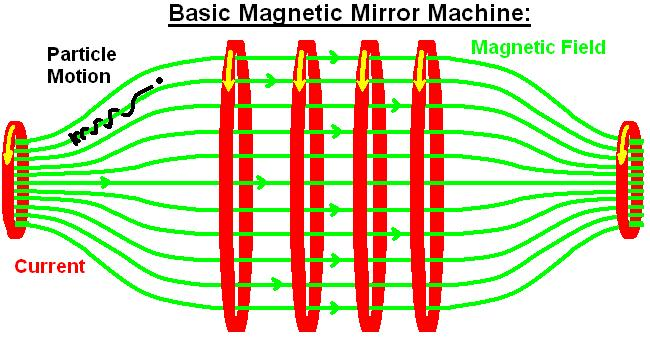 Basic Magnetic Mirror Machine:
Particle
Motion
Magnetic Field
Current